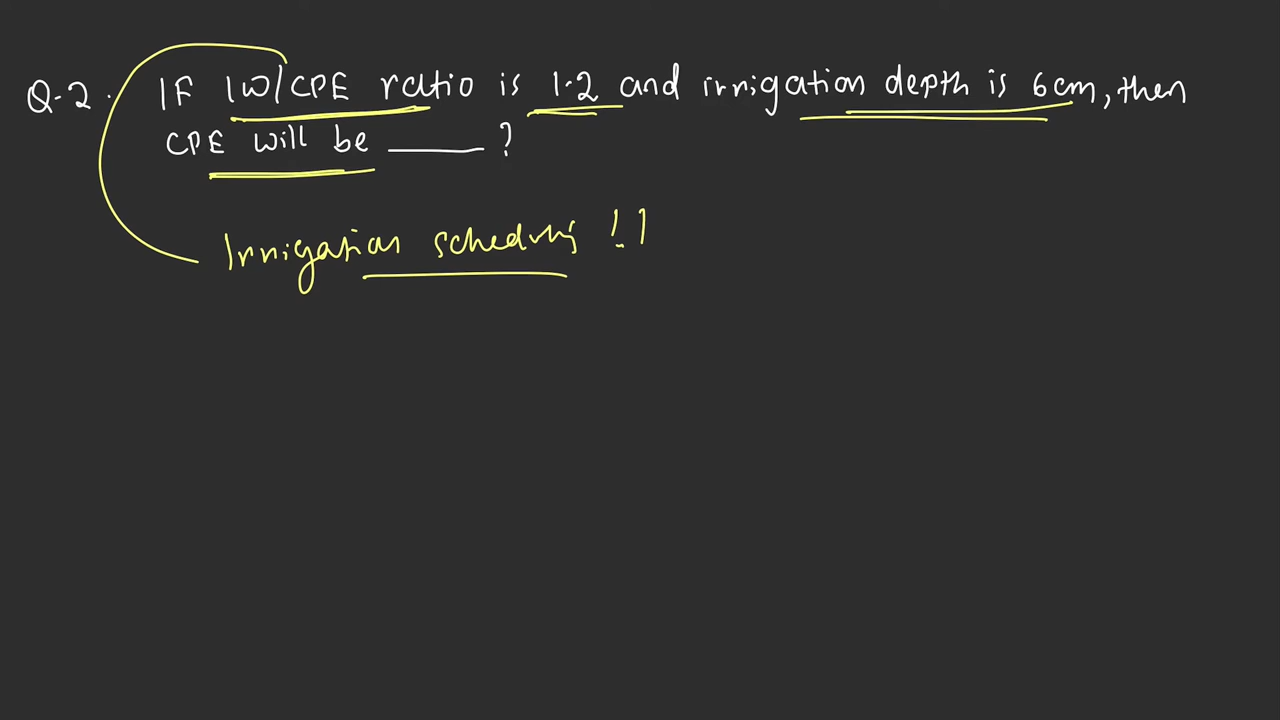 Q-2. IF IW/CPE ratio is 1.2 and irrigation depth is 6cm, then
CPE will be ______ ?
Irrigation scheduling !!